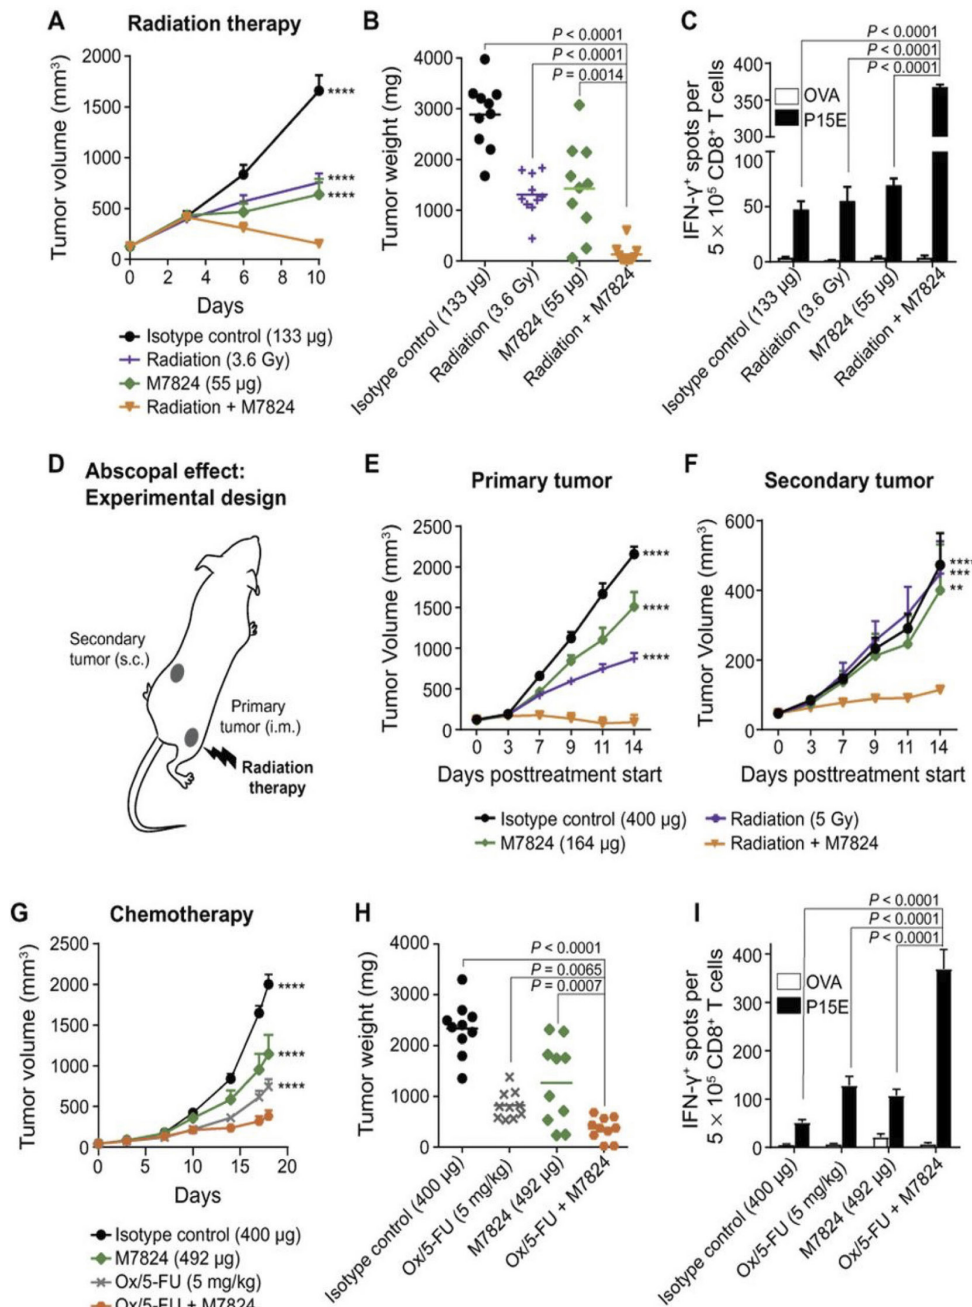 A
Radiation therapy
Tumor volume (mm³)
2000
1500
1000
500
0
****
****
****
0 2 4 6 8 10
Days
Isotype control (133 µg)
Radiation (3.6 Gy)
M7824 (55 µg)
Radiation + M7824
B
P < 0.0001
P < 0.0001
P = 0.0014
Tumor weight (mg)
4000
3000
2000
1000
0
Isotype control (133 µg)
Radiation (3.6 Gy)
M7824 (55 µg)
Radiation + M7824
C
P < 0.0001
P < 0.0001
P < 0.0001
IFN-γ⁺ spots per
5 × 10⁵ CD8⁺ T cells
400
350
300
100
50
0
OVA
P15E
Isotype control (133 µg)
Radiation (3.6 Gy)
M7824 (55 µg)
Radiation + M7824
D
Abscopal effect:
Experimental design
Secondary
tumor (s.c.)
Primary
tumor (i.m.)
Radiation
therapy
E
Primary tumor
Tumor Volume (mm³)
2500
2000
1500
1000
500
0
****
****
****
0 3 7 9 11 14
Days posttreatment start
F
Secondary tumor
Tumor Volume (mm³)
600
400
200
0
****
***
**
0 3 7 9 11 14
Days posttreatment start
Isotype control (400 µg)
M7824 (164 µg)
Radiation (5 Gy)
Radiation + M7824
G
Chemotherapy
Tumor volume (mm³)
2500
2000
1500
1000
500
0
****
****
****
0 5 10 15 20
Days
Isotype control (400 µg)
M7824 (492 µg)
Ox/5-FU (5 mg/kg)
Ox/5-FU + M7824
H
P < 0.0001
P = 0.0065
P = 0.0007
Tumor weight (mg)
4000
3000
2000
1000
0
Isotype control (400 µg)
Ox/5-FU (5 mg/kg)
M7824 (492 µg)
Ox/5-FU + M7824
I
P < 0.0001
P < 0.0001
P < 0.0001
IFN-γ⁺ spots per
5 × 10⁵ CD8⁺ T cells
400
300
200
100
0
OVA
P15E
Isotype control (400 µg)
Ox/5-FU (5 mg/kg)
M7824 (492 µg)
Ox/5-FU + M7824